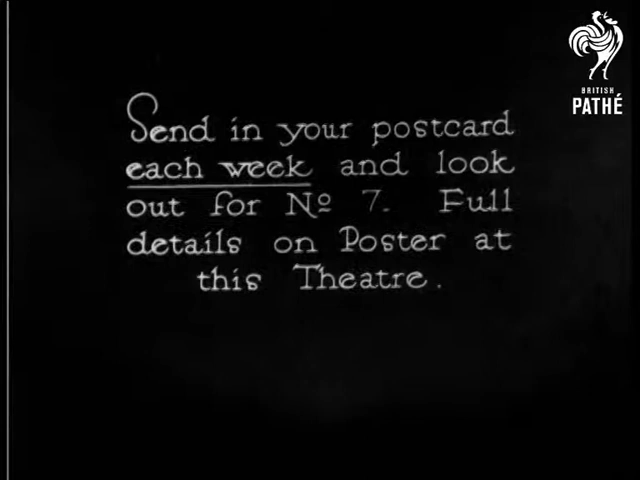 Send in your postcard
each week and look
out for Nº 7. Full
details on Poster at
this Theatre.
BRITISH
PATHÉ